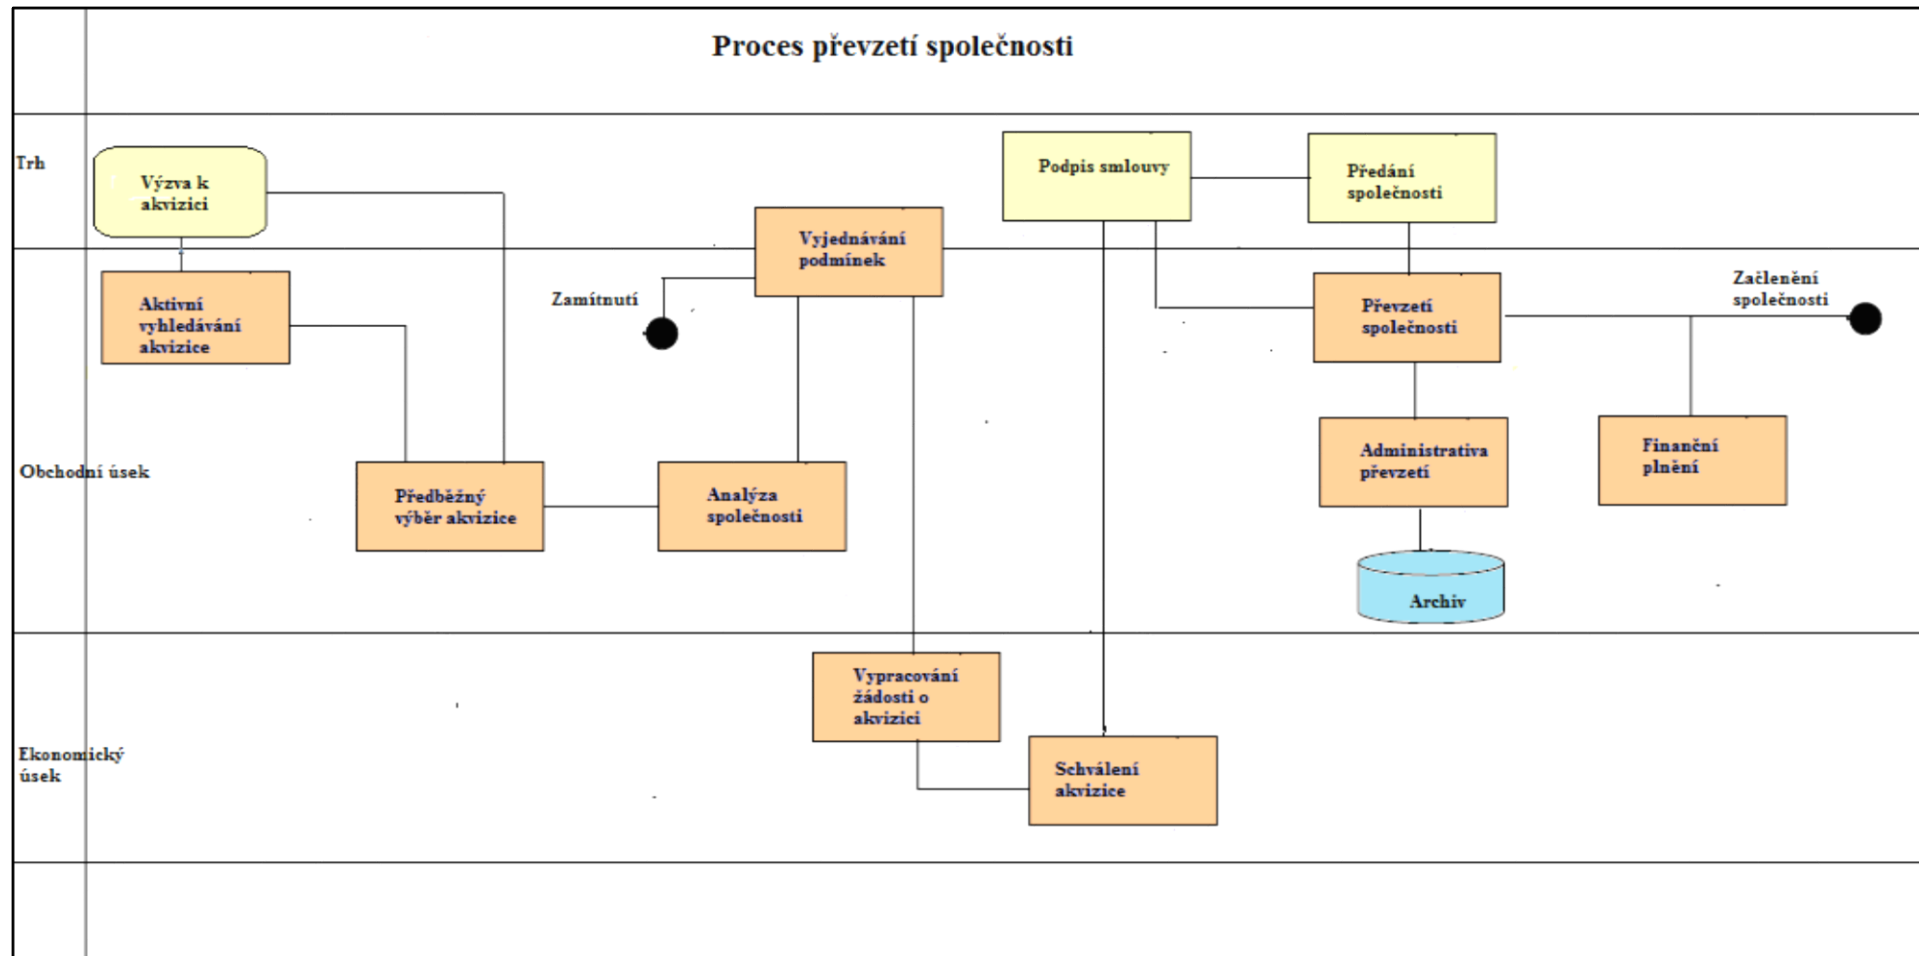 Proces převzetí společnosti
Trh
Výzva k
akvizici
Podpis smlouvy
Předání
společnosti
Vyjednávání
podmínek
Zamítnutí
Aktivní
vyhledávání
akvizice
Převzetí
společnosti
Začlenění
společnosti
Obchodní úsek
Předběžný
výběr akvizice
Analýza
společnosti
Administrativa
převzetí
Finanční
plnění
Archiv
Vypracování
žádosti o
akvizici
Ekonomický
úsek
Schválení
akvizice